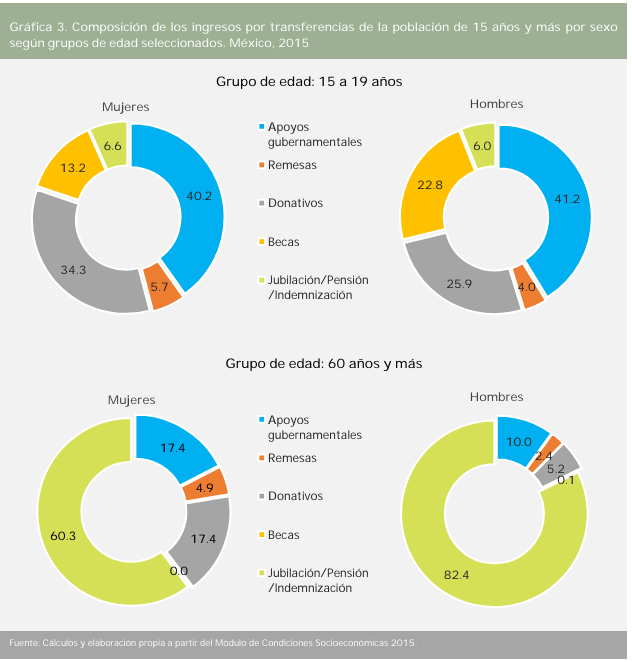 Gráfica 3. Composición de los ingresos por transferencias de la población de 15 años y más por sexo
según grupos de edad seleccionados. México, 2015
Grupo de edad: 15 a 19 años
Mujeres
6.6
13.2
40.2
34.3
5.7
Apoyos
gubernamentales
Remesas
Donativos
Becas
Jubilación/Pensión
/Indemnización
Hombres
6.0
22.8
41.2
25.9
4.0
Grupo de edad: 60 años y más
Mujeres
17.4
4.9
60.3
17.4
0.0
Apoyos
gubernamentales
Remesas
Donativos
Becas
Jubilación/Pensión
/Indemnización
Hombres
10.0
2.4
5.2
0.1
82.4
Fuente: Cálculos y elaboración propia a partir del Módulo de Condiciones Socioeconómicas 2015.